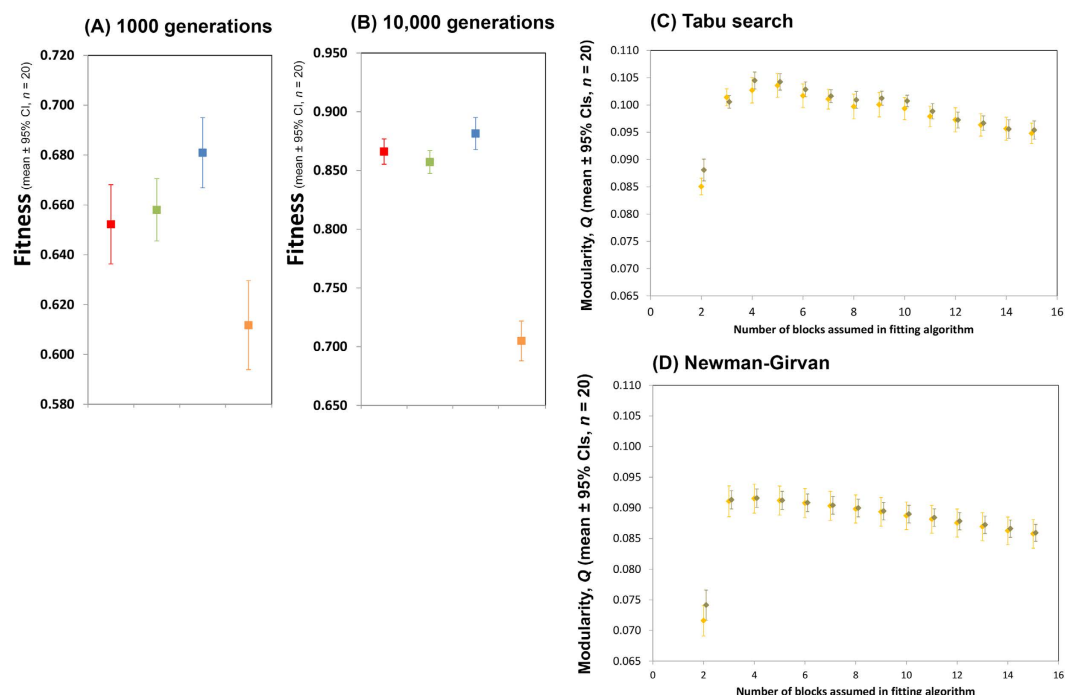 (A) 1000 generations
Fitness (mean ± 95% CI, n = 20)
0.720
0.700
0.680
0.660
0.640
0.620
0.600
0.580
(B) 10,000 generations
Fitness (mean ± 95% CI, n = 20)
0.950
0.900
0.850
0.800
0.750
0.700
0.650
(C) Tabu search
Modularity, Q (mean ± 95% CIs, n = 20)
0.110
0.105
0.100
0.095
0.090
0.085
0.080
0.075
0.070
0.065
0 2 4 6 8 10 12 14 16
Number of blocks assumed in fitting algorithm
(D) Newman-Girvan
Modularity, Q (mean ± 95% CIs, n = 20)
0.110
0.105
0.100
0.095
0.090
0.085
0.080
0.075
0.070
0.065
0 2 4 6 8 10 12 14 16
Number of blocks assumed in fitting algorithm